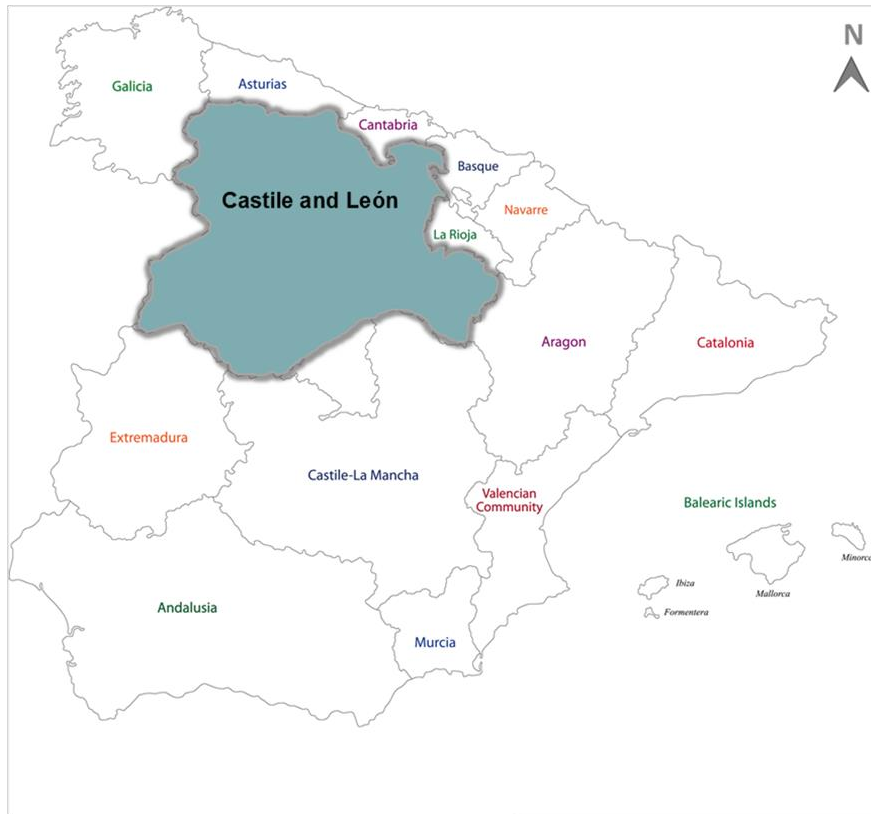 N
Galicia
Asturias
Cantabria
Basque
Castile and León
Navarre
La Rioja
Aragon
Catalonia
Extremadura
Castile-La Mancha
Valencian
Community
Balearic Islands
Minorca
Ibiza
Mallorca
Formentera
Andalusia
Murcia